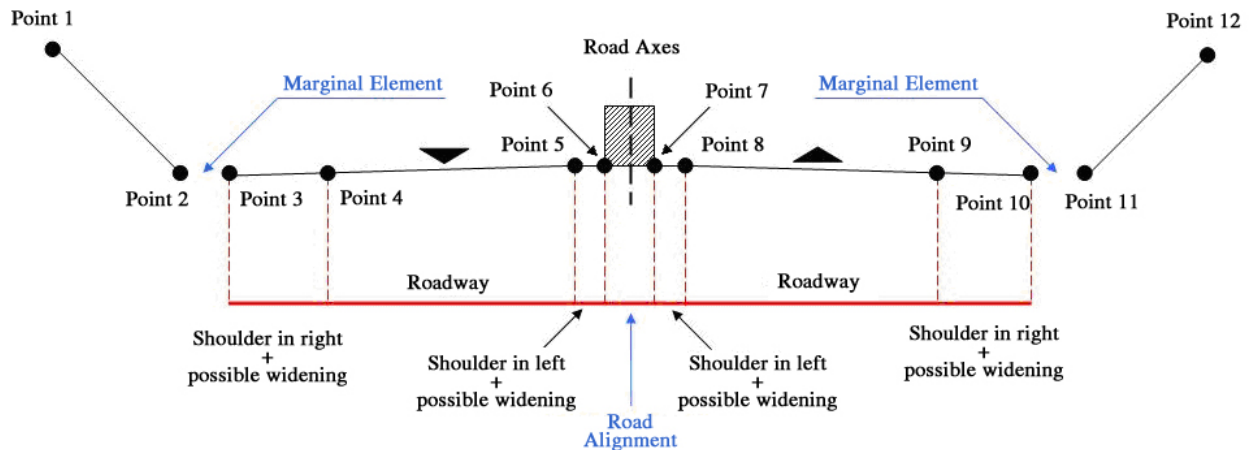 Point 1
Point 12
Road Axes
Marginal Element
Marginal Element
Point 6
Point 7
Point 5
Point 8
Point 9
Point 2
Point 3
Point 4
Point 10
Point 11
Roadway
Roadway
Shoulder in right
+
possible widening
Shoulder in left
+
possible widening
Shoulder in left
+
possible widening
Shoulder in right
+
possible widening
Road
Alignment